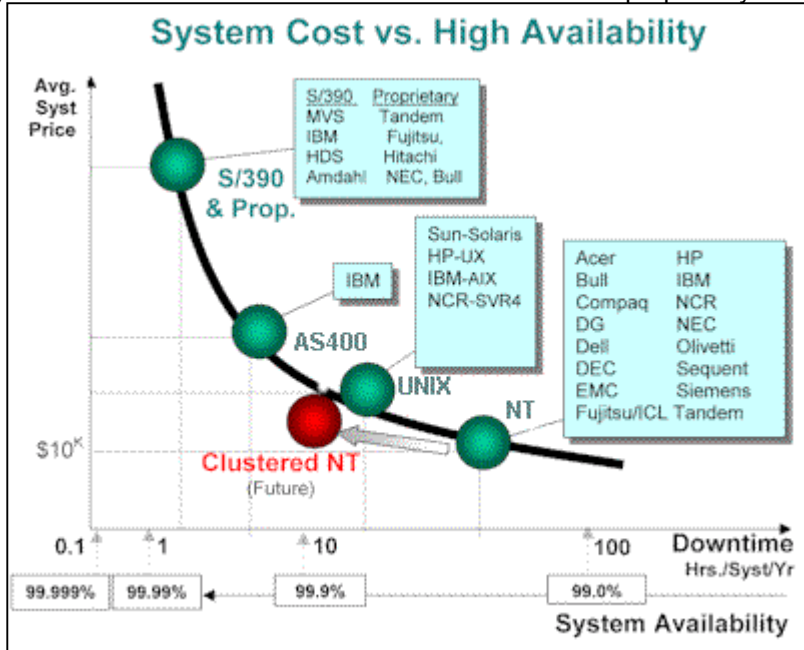 System Cost vs. High Availability
Avg.
Syst
Price
S/390 Proprietary
MVS Tandem
IBM Fujitsu,
HDS Hitachi
Amdahl NEC, Bull
S/390
& Prop.
Sun-Solaris
HP-UX
IBM-AIX
NCR-SVR4
IBM
AS400
UNIX
NT
Acer HP
Bull IBM
Compaq NCR
DG NEC
Dell Olivetti
DEC Sequent
EMC Siemens
Fujitsu/ICL Tandem
$10K
Clustered NT
(Future)
0.1 1 10 100 Downtime
Hrs./Syst/Yr
99.999% 99.99% 99.9% 99.0%
System Availability